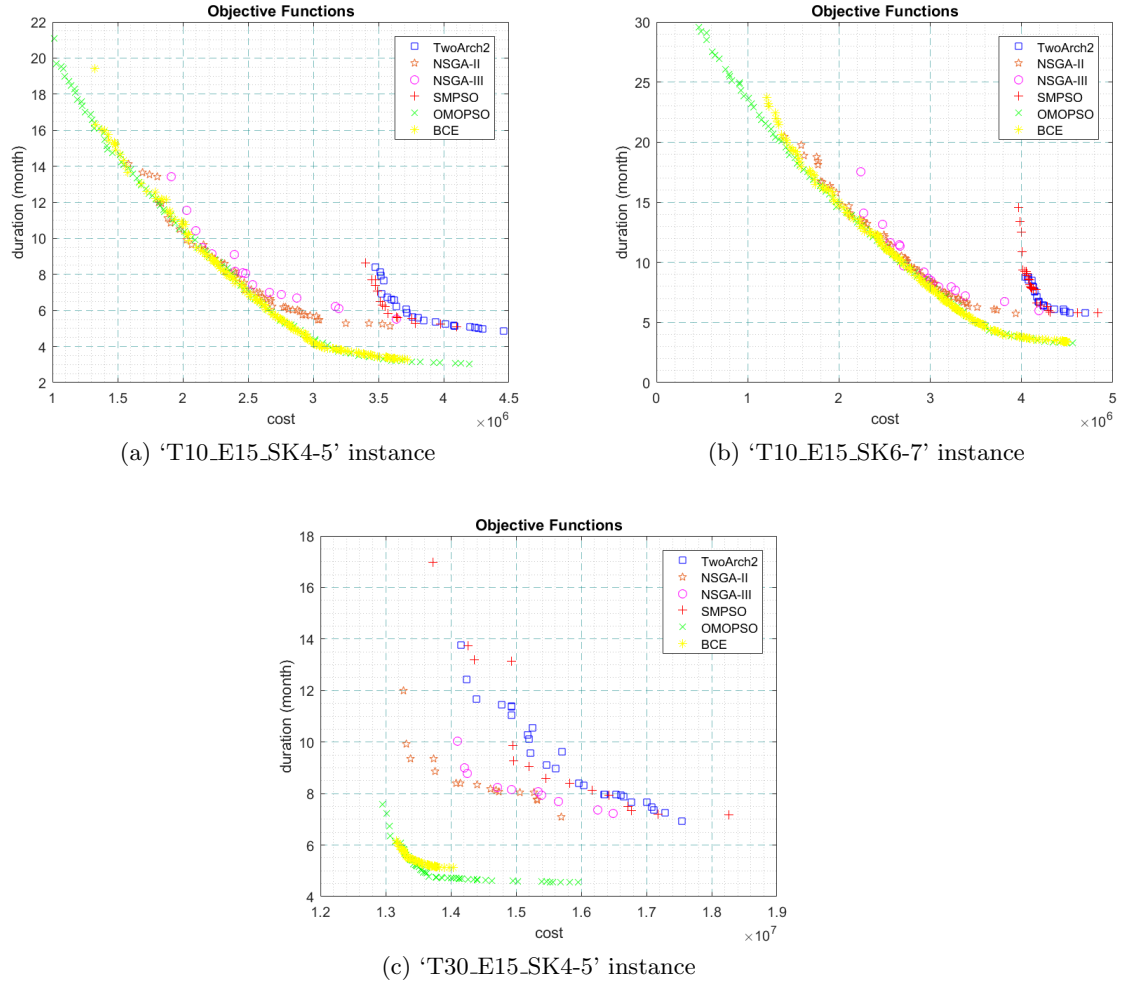 Objective Functions
22
20
18
16
14
12
10
8
6
4
2
duration (month)
TwoArch2
NSGA-II
NSGA-III
SMPSO
OMOPSO
BCE
1
1.5
2
2.5
3
3.5
4
4.5
cost
×10^6
(a) ‘T10_E15_SK4-5’ instance
Objective Functions
30
25
20
15
10
5
0
duration (month)
TwoArch2
NSGA-II
NSGA-III
SMPSO
OMOPSO
BCE
0
1
2
3
4
5
cost
×10^6
(b) ‘T10_E15_SK6-7’ instance
Objective Functions
18
16
14
12
10
8
6
4
duration (month)
TwoArch2
NSGA-II
NSGA-III
SMPSO
OMOPSO
BCE
1.2
1.3
1.4
1.5
1.6
1.7
1.8
1.9
cost
×10^7
(c) ‘T30_E15_SK4-5’ instance